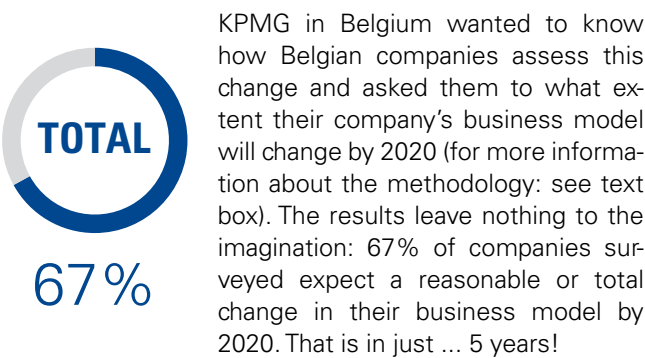 TOTAL
67%
KPMG in Belgium wanted to know
how Belgian companies assess this
change and asked them to what ex-
tent their company's business model
will change by 2020 (for more informa-
tion about the methodology: see text
box). The results leave nothing to the
imagination: 67% of companies sur-
veyed expect a reasonable or total
change in their business model by
2020. That is in just ... 5 years!